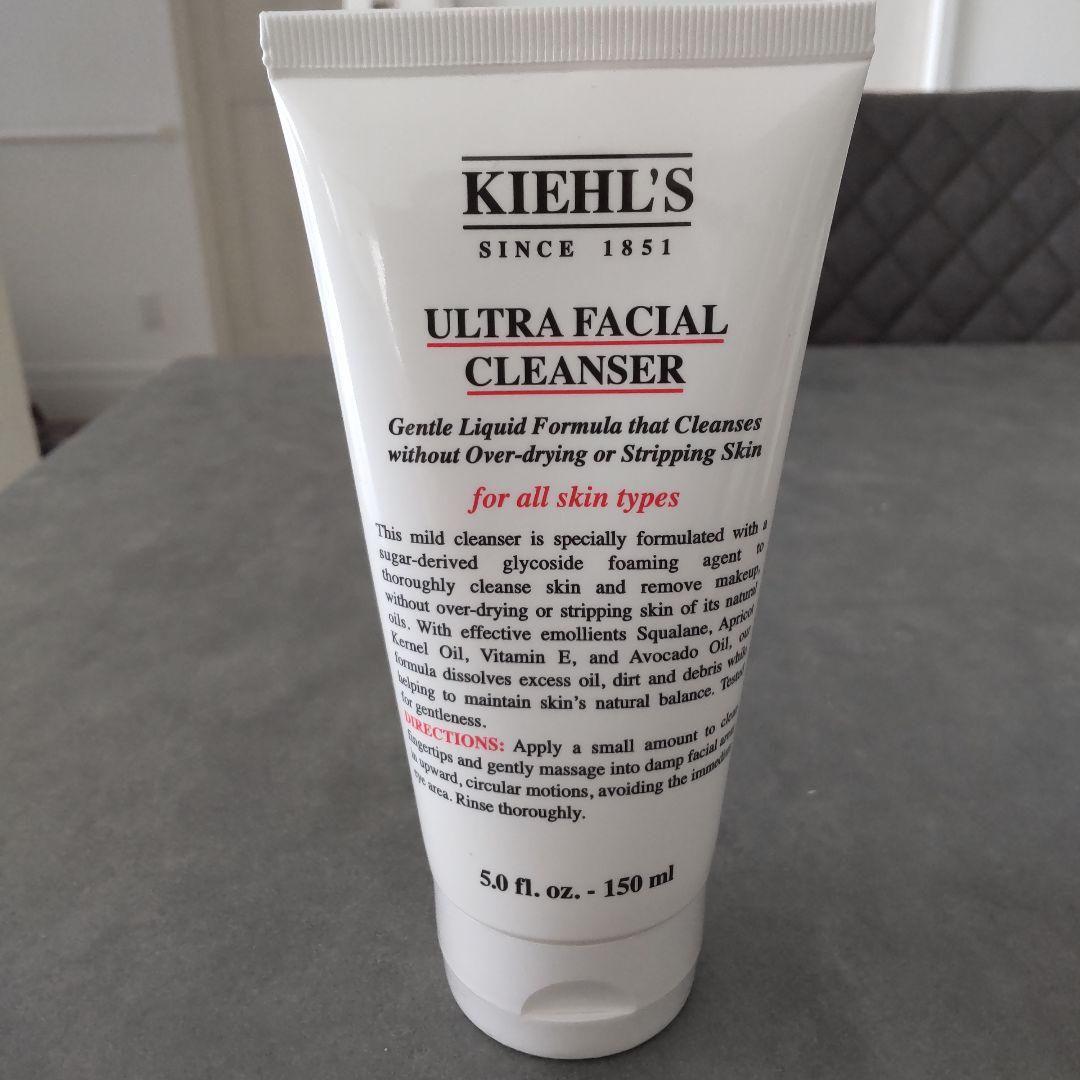 KIEHL'S
SINCE 1851
ULTRA FACIAL
CLEANSER
Gentle Liquid Formula that Cleanses
without Over-drying or Stripping Skin
for all skin types
This mild cleanser is specially formulated with a
sugar-derived glycoside foaming agent to
thoroughly cleanse skin and remove makeup,
without over-drying or stripping skin of its natural
oils. With effective emollients Squalane, Apricot
Kernel Oil, Vitamin E, and Avocado Oil, our
formula dissolves excess oil, dirt and debris while
helping to maintain skin's natural balance. Tested
for gentleness.
DIRECTIONS: Apply a small amount to clean
fingertips and gently massage into damp facial area
in upward, circular motions, avoiding the immediate
eye area. Rinse thoroughly.
5.0 fl. oz. - 150 ml